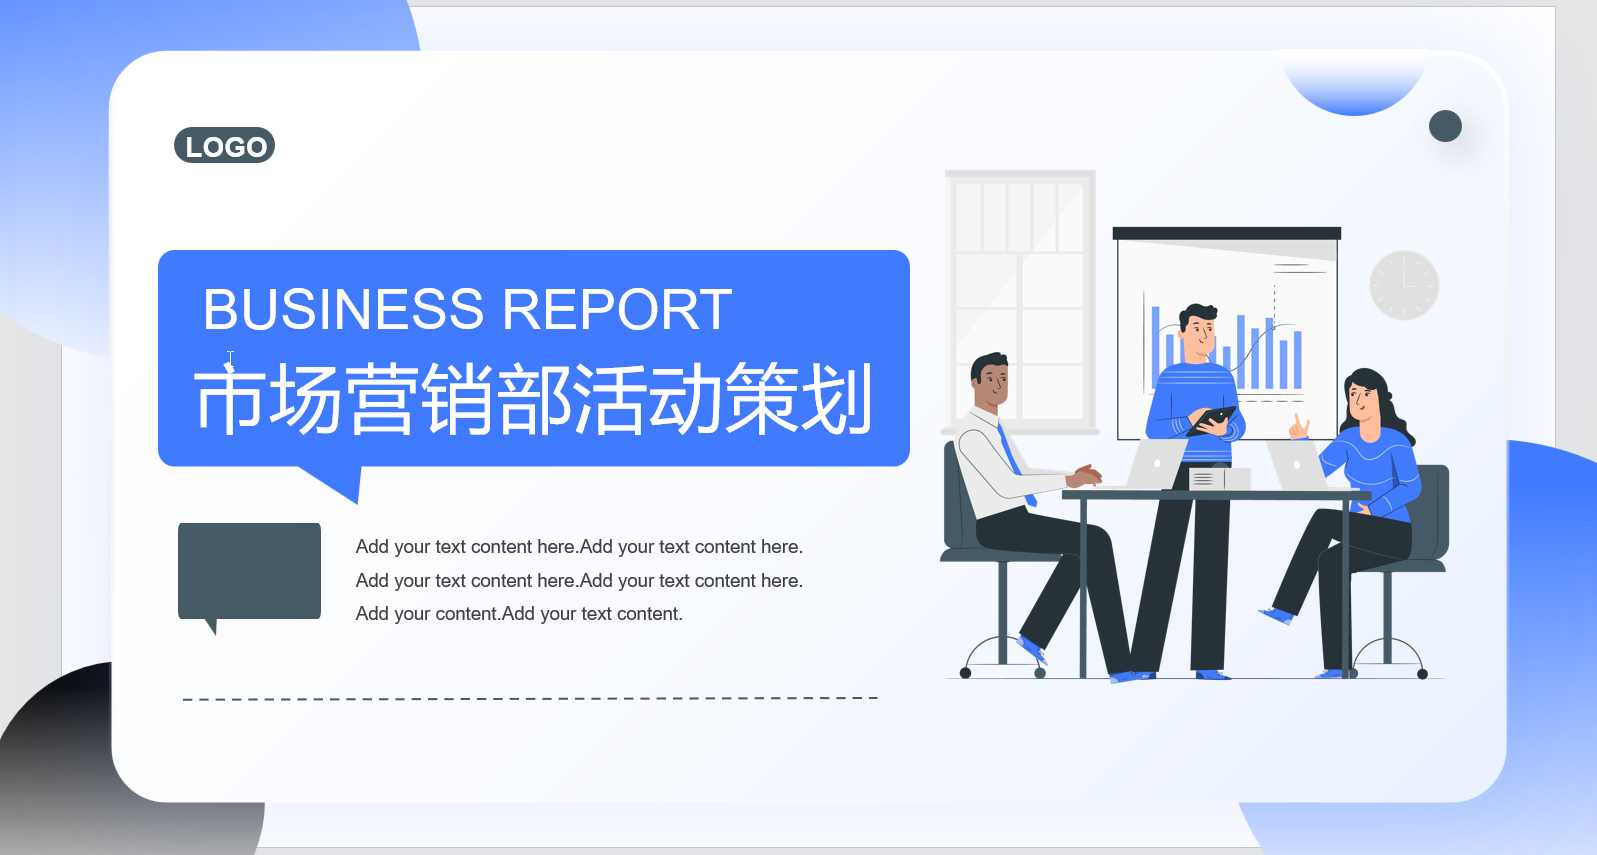 LOGO
BUSINESS REPORT
市场营销部活动策划
Add your text content here.Add your text content here.
Add your text content here.Add your text content here.
Add your content.Add your text content.